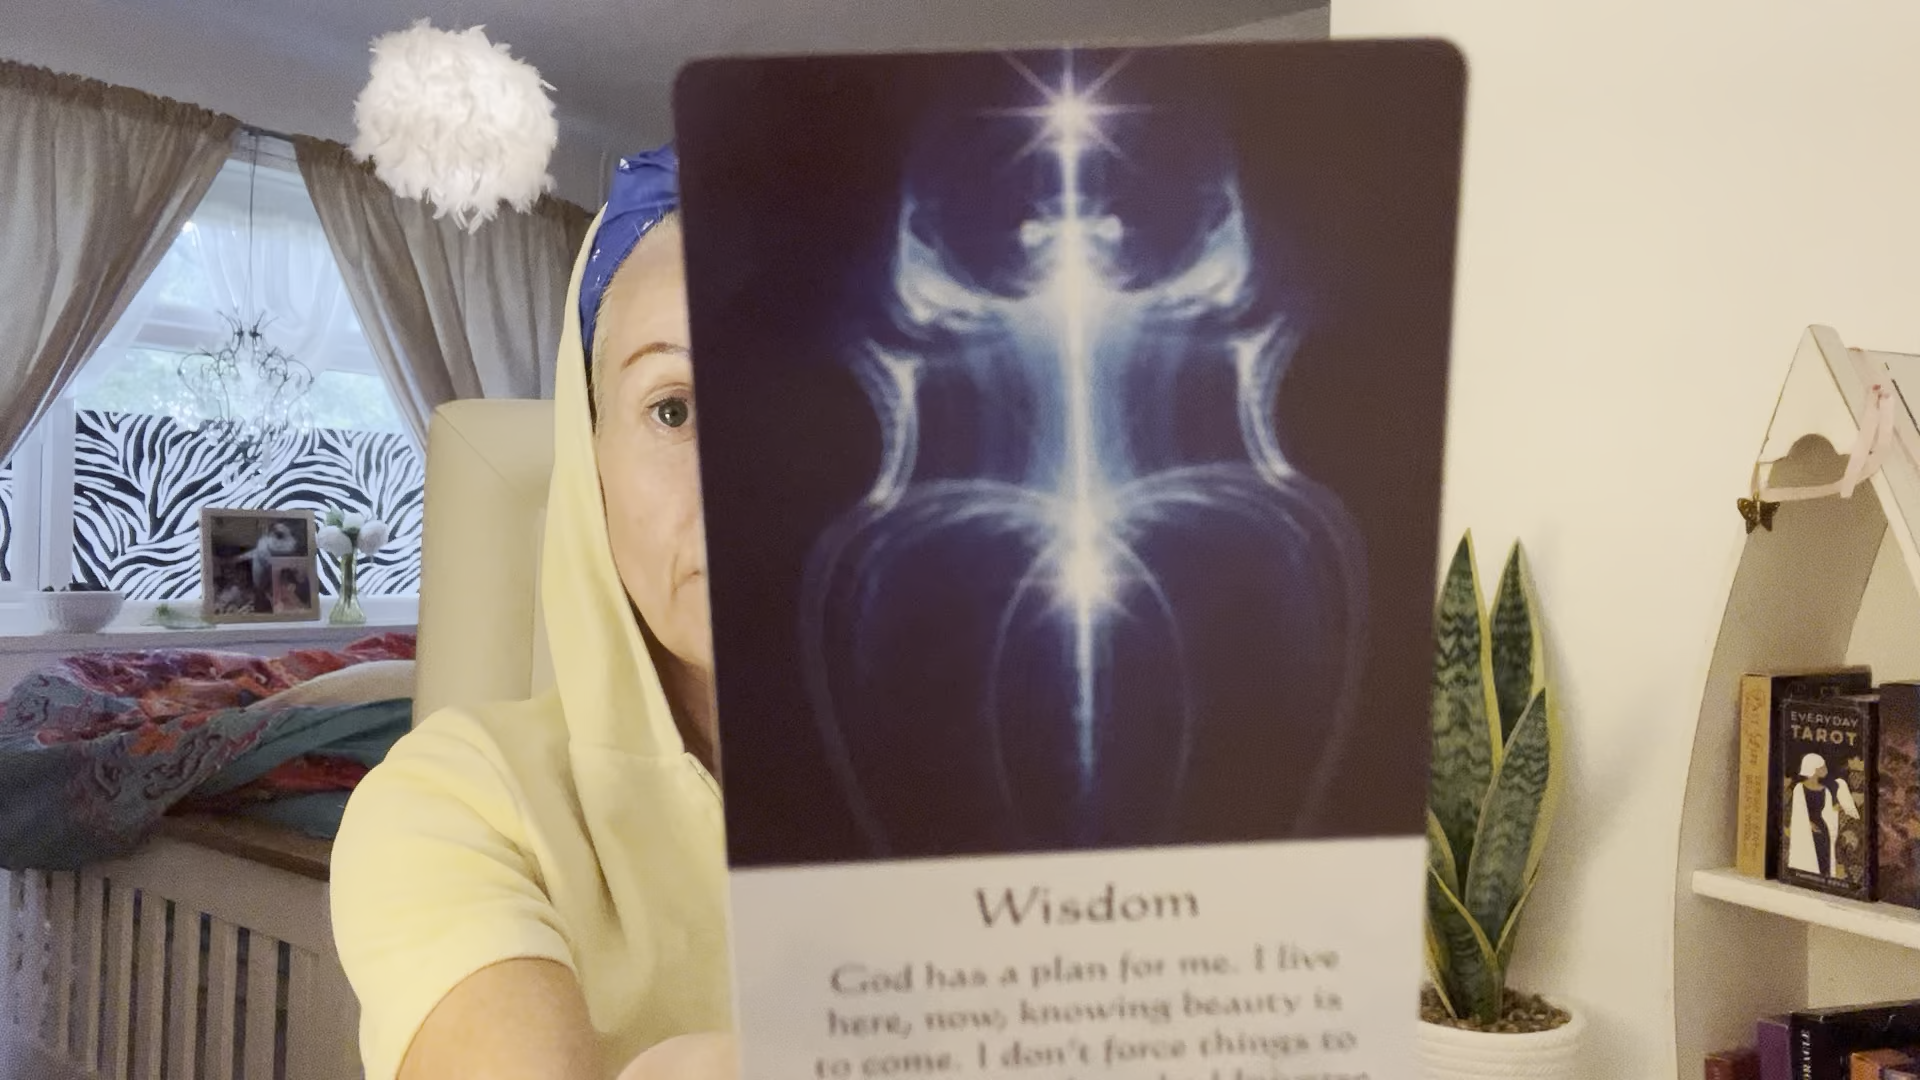 Wisdom
God has a plan for me. I live
here, now, knowing beauty is
to come. I don't force things to
EVERYDAY
TAROT